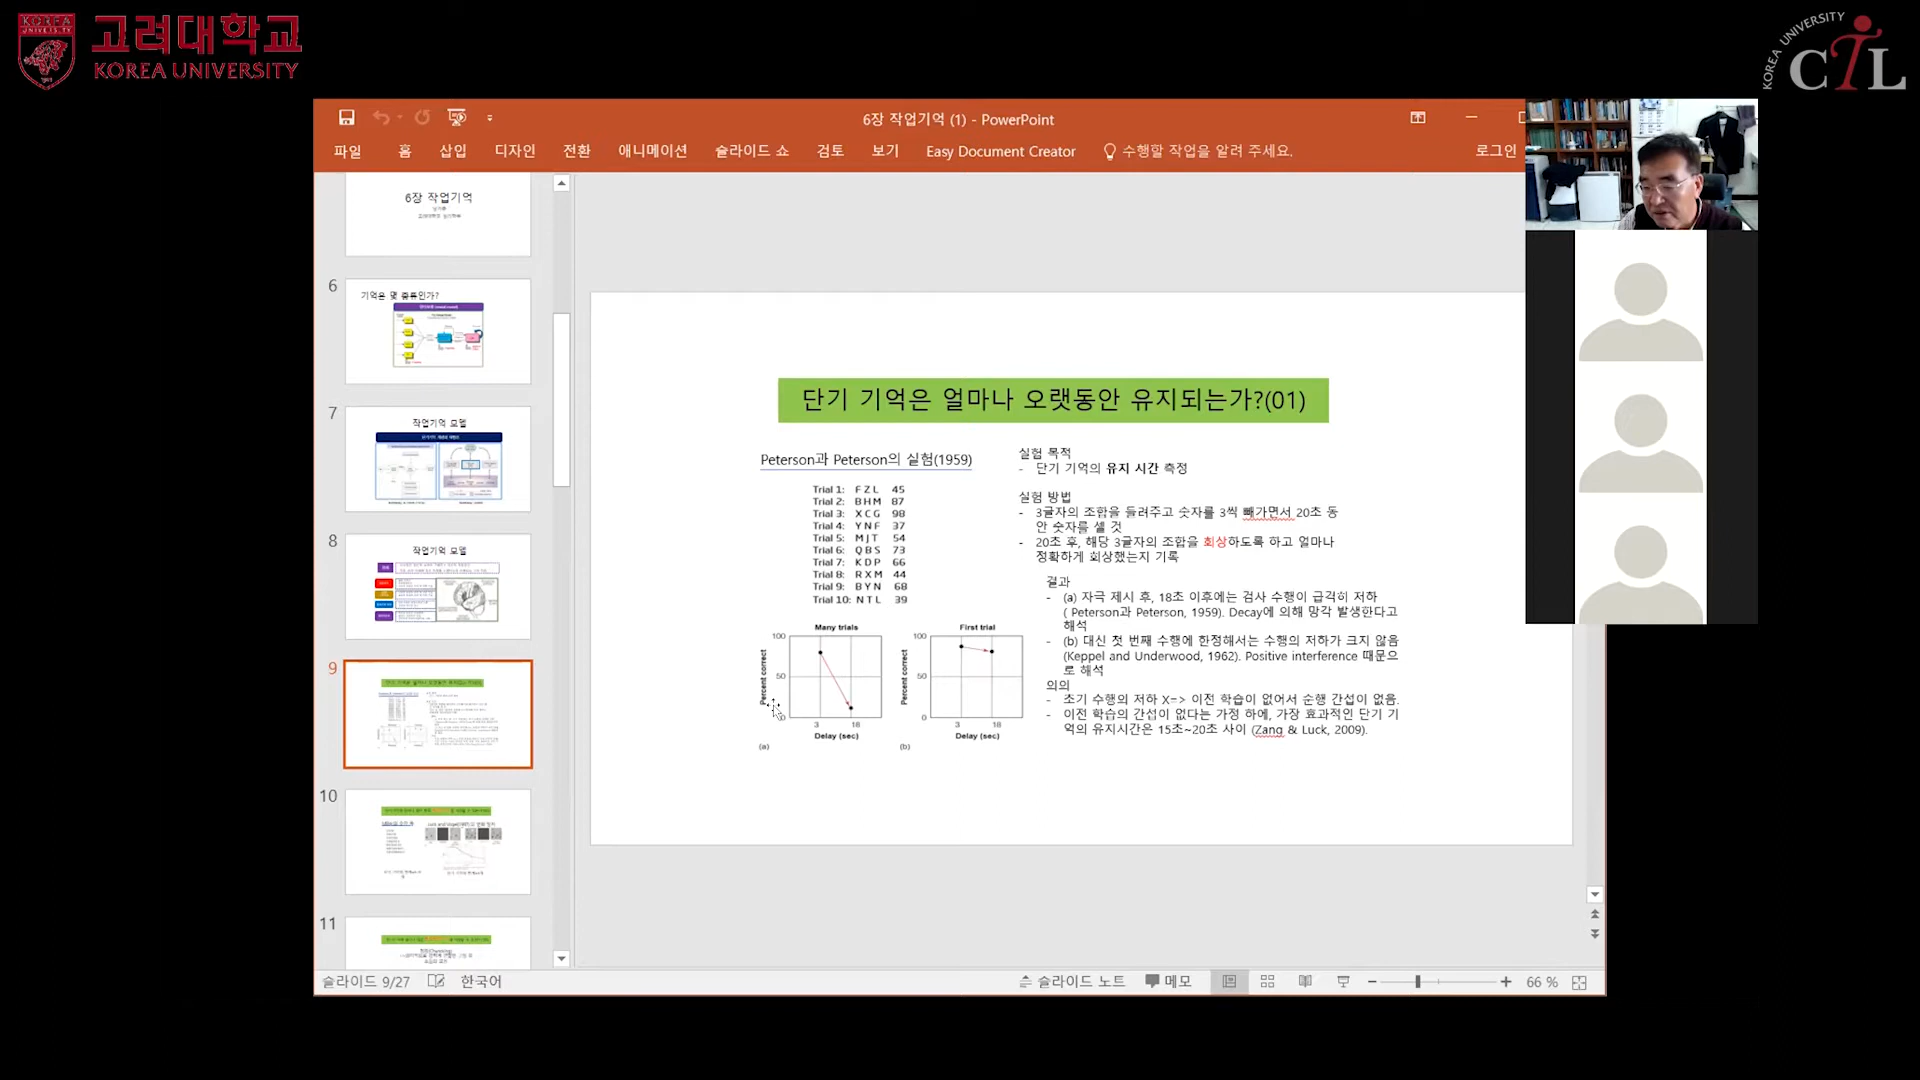 KOREA
UNIVERSITY
고려대학교
KOREA UNIVERSITY
KOREA UNIVERSITY
CTL
6장 작업기억 (1) - PowerPoint
파일 홈 삽입 디자인 전환 애니메이션 슬라이드 쇼 검토 보기 Easy Document Creator 수행할 작업을 알려 주세요. 로그인
6장 작업기억
6
기억은 몇 종류인가?
7
작업기억 모델
8
작업기억 모델
9
10
11
단기 기억은 얼마나 오랫동안 유지되는가?(01)
Peterson과 Peterson의 실험(1959)
Trial 1: F Z L 45
Trial 2: B H M 87
Trial 3: X C G 98
Trial 4: Y N F 37
Trial 5: M J T 54
Trial 6: Q B S 73
Trial 7: K D P 66
Trial 8: R X M 44
Trial 9: B Y N 68
Trial 10: N T L 39
Many trials
100
50
0
Percent correct
3 18
Delay (sec)
(a)
First trial
100
50
0
Percent correct
3 18
Delay (sec)
(b)
실험 목적
- 단기 기억의 유지 시간 측정
실험 방법
- 3글자의 조합을 들려주고 숫자를 3씩 빼가면서 20초 동
안 숫자를 셀 것
- 20초 후, 해당 3글자의 조합을 회상하도록 하고 얼마나
정확하게 회상했는지 기록
결과
- (a) 자극 제시 후, 18초 이후에는 검사 수행이 급격히 저하
( Peterson과 Peterson, 1959). Decay에 의해 망각 발생한다고
해석
- (b) 대신 첫 번째 수행에 한정해서는 수행의 저하가 크지 않음
(Keppel and Underwood, 1962). Positive interference 때문으
로 해석
의의
- 초기 수행의 저하 X=> 이전 학습이 없어서 순행 간섭이 없음.
- 이전 학습의 간섭이 없다는 가정 하에, 가장 효과적인 단기 기
억의 유지시간은 15초~20초 사이 (Zang & Luck, 2009).
슬라이드 9/27 한국어 슬라이드 노트 메모 66 %